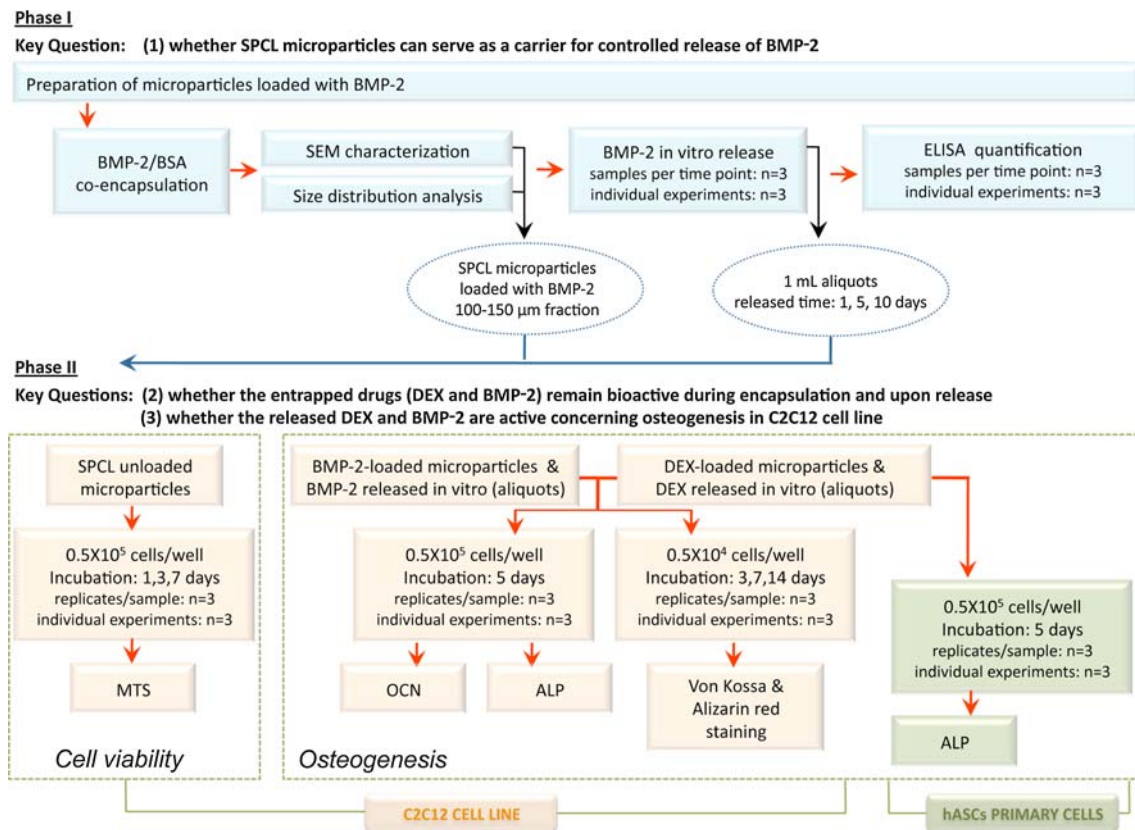 Phase I
Key Question: (1) whether SPCL microparticles can serve as a carrier for controlled release of BMP-2
Preparation of microparticles loaded with BMP-2
BMP-2/BSA
co-encapsulation
SEM characterization
Size distribution analysis
BMP-2 in vitro release
samples per time point: n=3
individual experiments: n=3
ELISA quantification
samples per time point: n=3
individual experiments: n=3
SPCL microparticles
loaded with BMP-2
100-150 µm fraction
1 mL aliquots
released time: 1, 5, 10 days
Phase II
Key Questions: (2) whether the entrapped drugs (DEX and BMP-2) remain bioactive during encapsulation and upon release
(3) whether the released DEX and BMP-2 are active concerning osteogenesis in C2C12 cell line
SPCL unloaded
microparticles
0.5X10⁵ cells/well
Incubation: 1,3,7 days
replicates/sample: n=3
individual experiments: n=3
MTS
Cell viability
BMP-2-loaded microparticles &
BMP-2 released in vitro (aliquots)
DEX-loaded microparticles &
DEX released in vitro (aliquots)
0.5X10⁵ cells/well
Incubation: 5 days
replicates/sample: n=3
individual experiments: n=3
0.5X10⁴ cells/well
Incubation: 3,7,14 days
replicates/sample: n=3
individual experiments: n=3
0.5X10⁵ cells/well
Incubation: 5 days
replicates/sample: n=3
individual experiments: n=3
OCN
ALP
Von Kossa &
Alizarin red
staining
ALP
Osteogenesis
C2C12 CELL LINE
hASCs PRIMARY CELLS